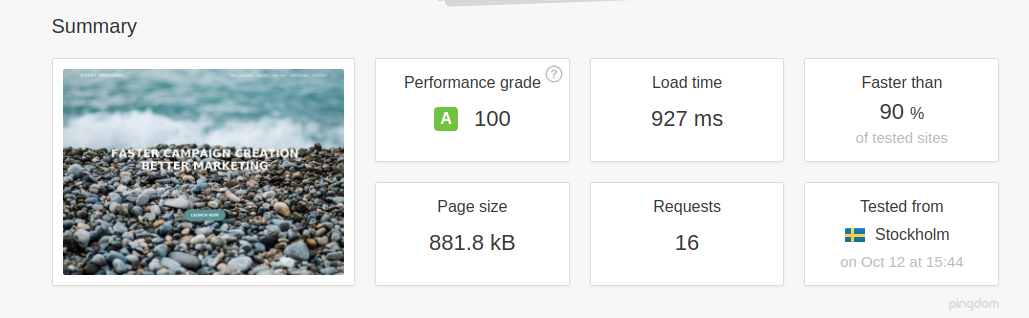 Summary
FASTER CAMPAIGN CREATION
BETTER MARKETING
LAUNCH NOW
Performance grade ?
A 100
Load time
927 ms
Faster than
90 %
of tested sites
Page size
881.8 kB
Requests
16
Tested from
Stockholm
on Oct 12 at 15:44
pingdom